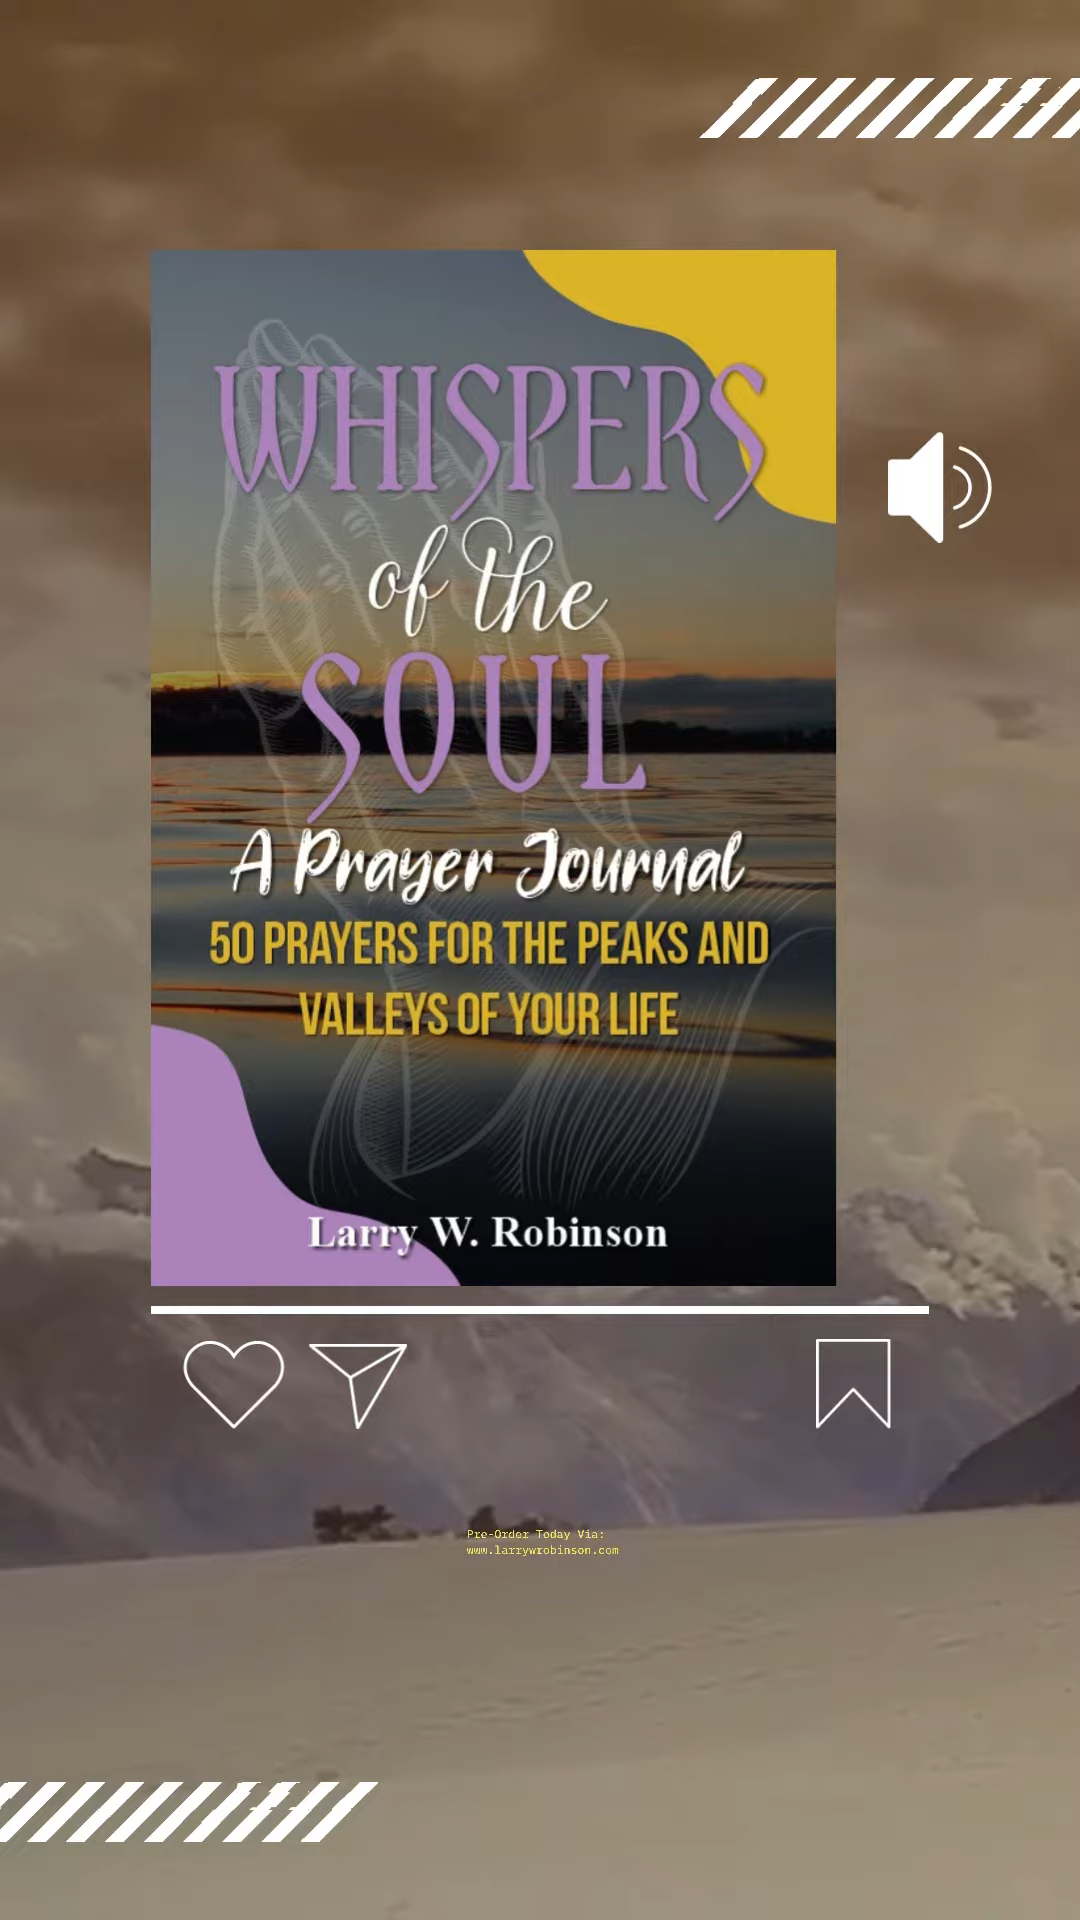 WHISPERS
of the
SOUL
A Prayer Journal
50 PRAYERS FOR THE PEAKS AND
VALLEYS OF YOUR LIFE
Larry W. Robinson
Pre-Order Today Via:
www.larrywrobinson.com